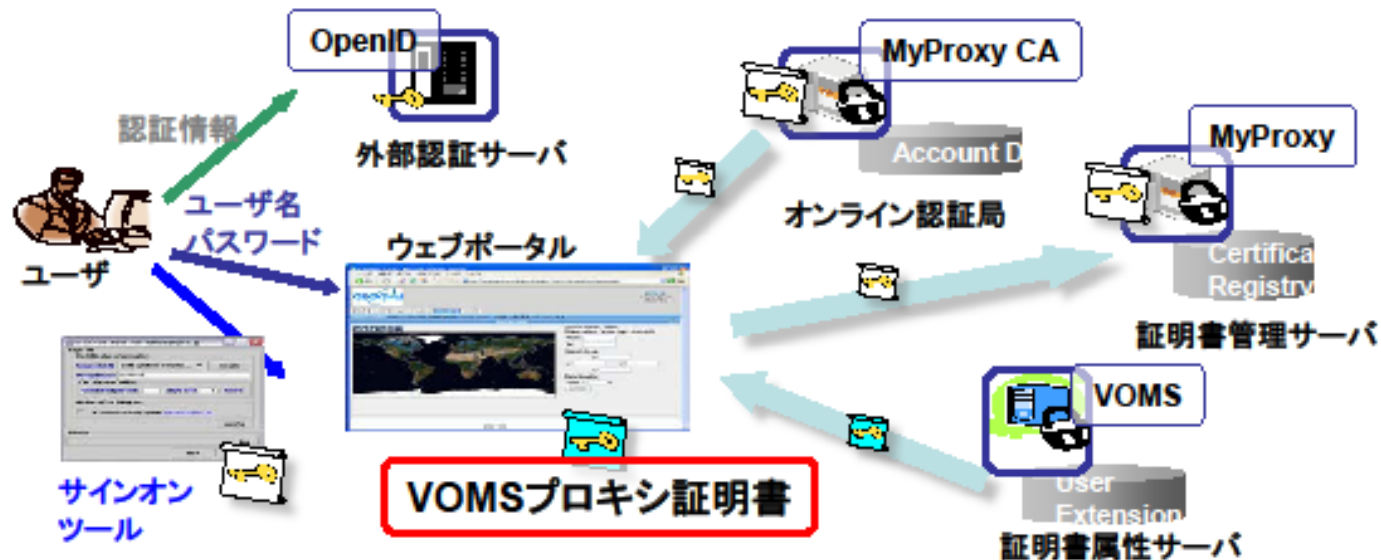 OpenID
認証情報
外部認証サーバ
MyProxy CA
Account D
オンライン認証局
MyProxy
Certifica
Registry
証明書管理サーバ
ユーザ
ユーザ名
パスワード
ウェブポータル
サインオン
ツール
VOMSプロキシ証明書
VOMS
User
Extension
証明書属性サーバ